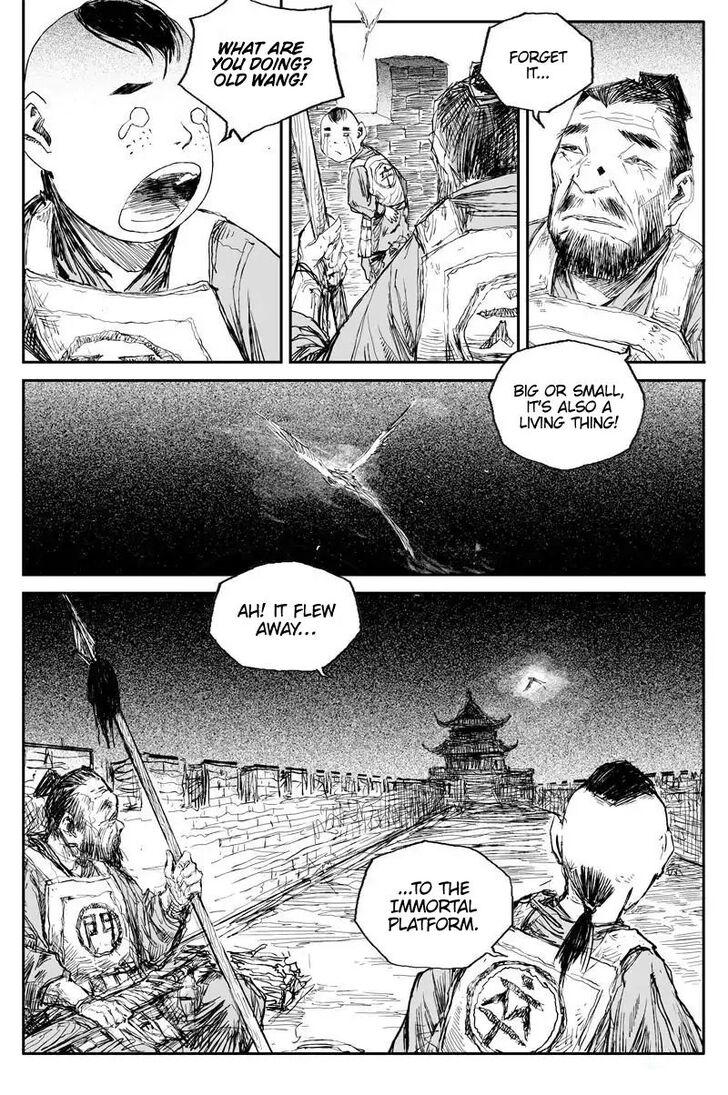 WHAT ARE
YOU DOING?
OLD WANG!
FORGET
IT...
BIG OR SMALL,
IT'S ALSO A
LIVING THING!
AH! IT FLEW
AWAY...
...TO THE
IMMORTAL
PLATFORM.
門